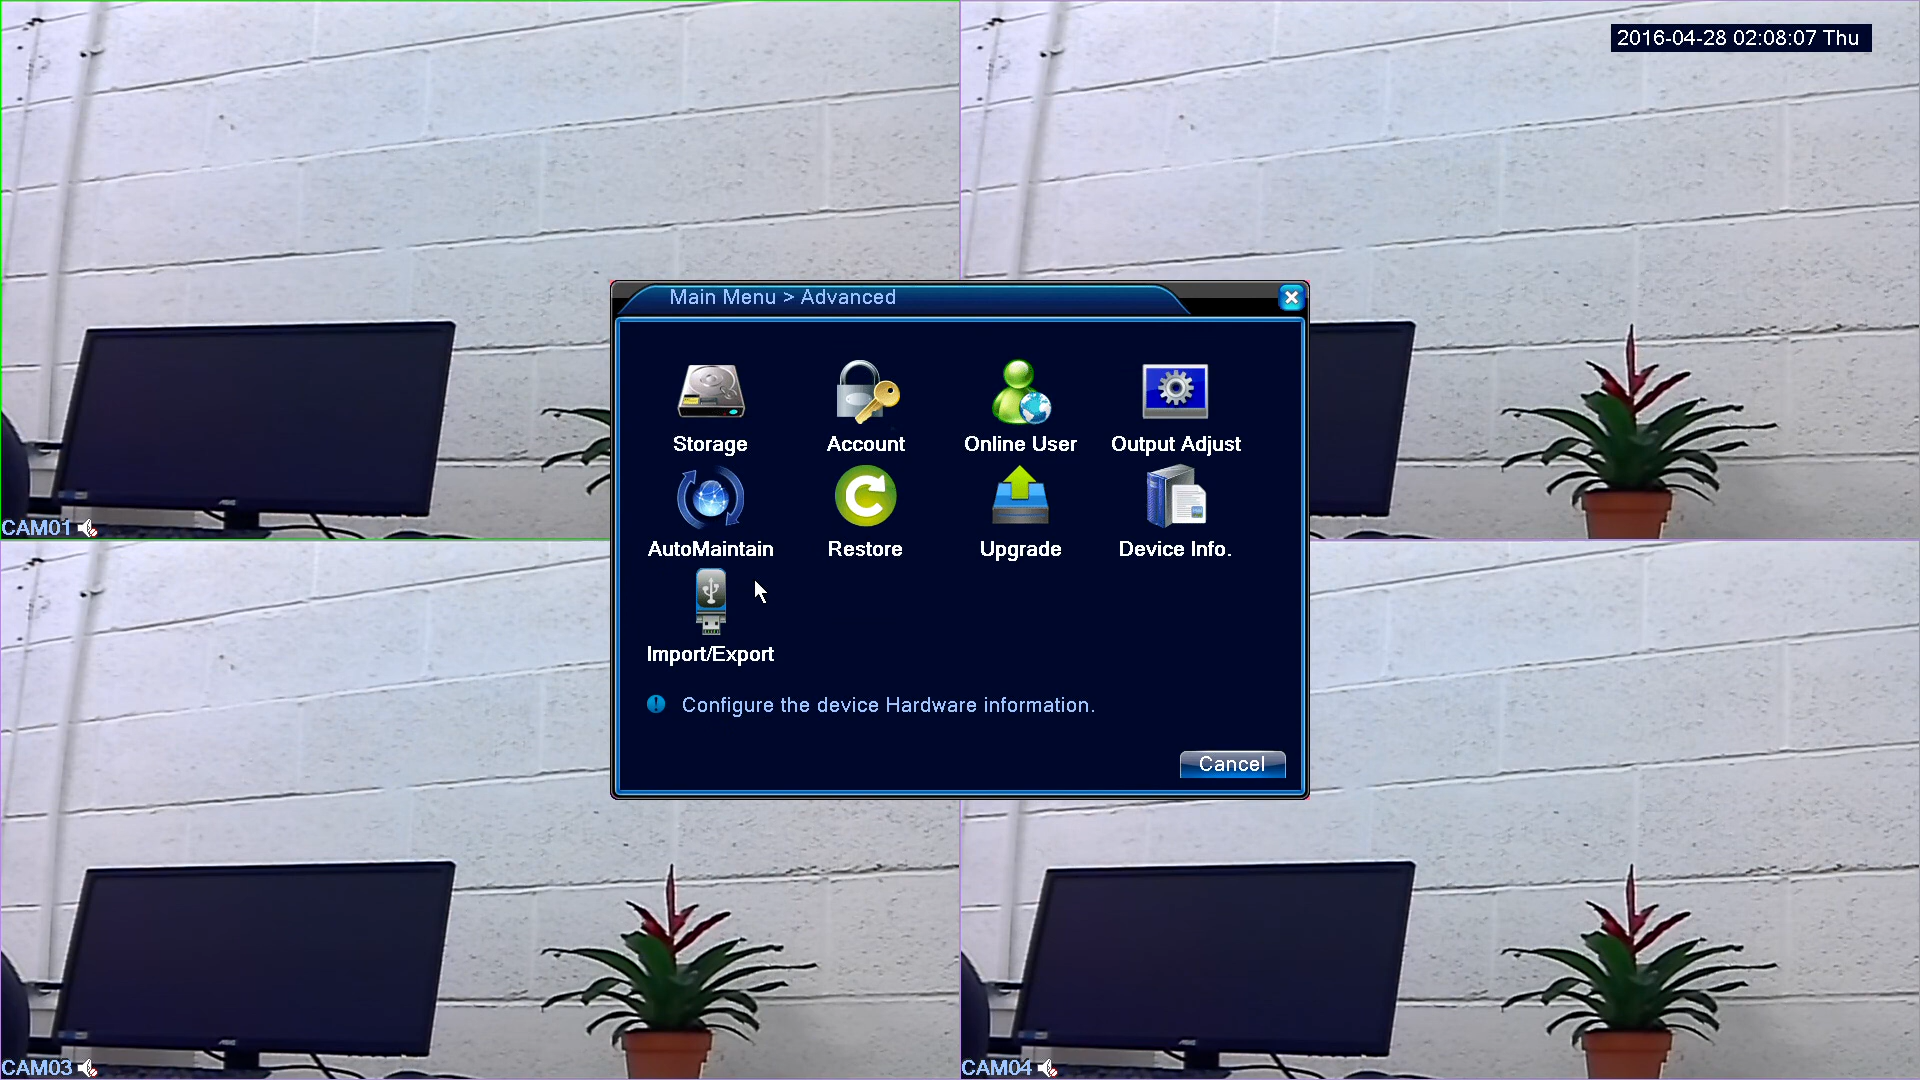 2016-04-28 02:08:07 Thu
Main Menu > Advanced
Storage
Account
Online User
Output Adjust
AutoMaintain
Restore
Upgrade
Device Info.
Import/Export
Configure the device Hardware information.
Cancel
CAM01
CAM03
CAM04